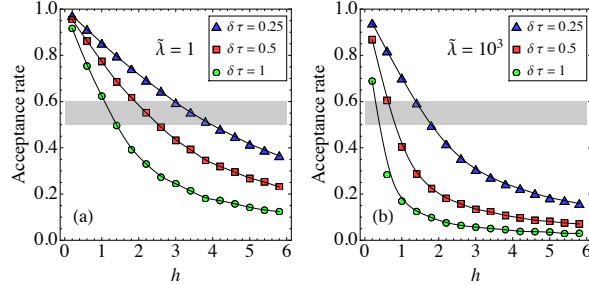 Acceptance rate
1.0
0.8
0.6
0.4
0.2
0.0
λ̃ = 1
δτ = 0.25
δτ = 0.5
δτ = 1
(a)
0 1 2 3 4 5 6
h
Acceptance rate
1.0
0.8
0.6
0.4
0.2
0.0
λ̃ = 10³
δτ = 0.25
δτ = 0.5
δτ = 1
(b)
0 1 2 3 4 5 6
h